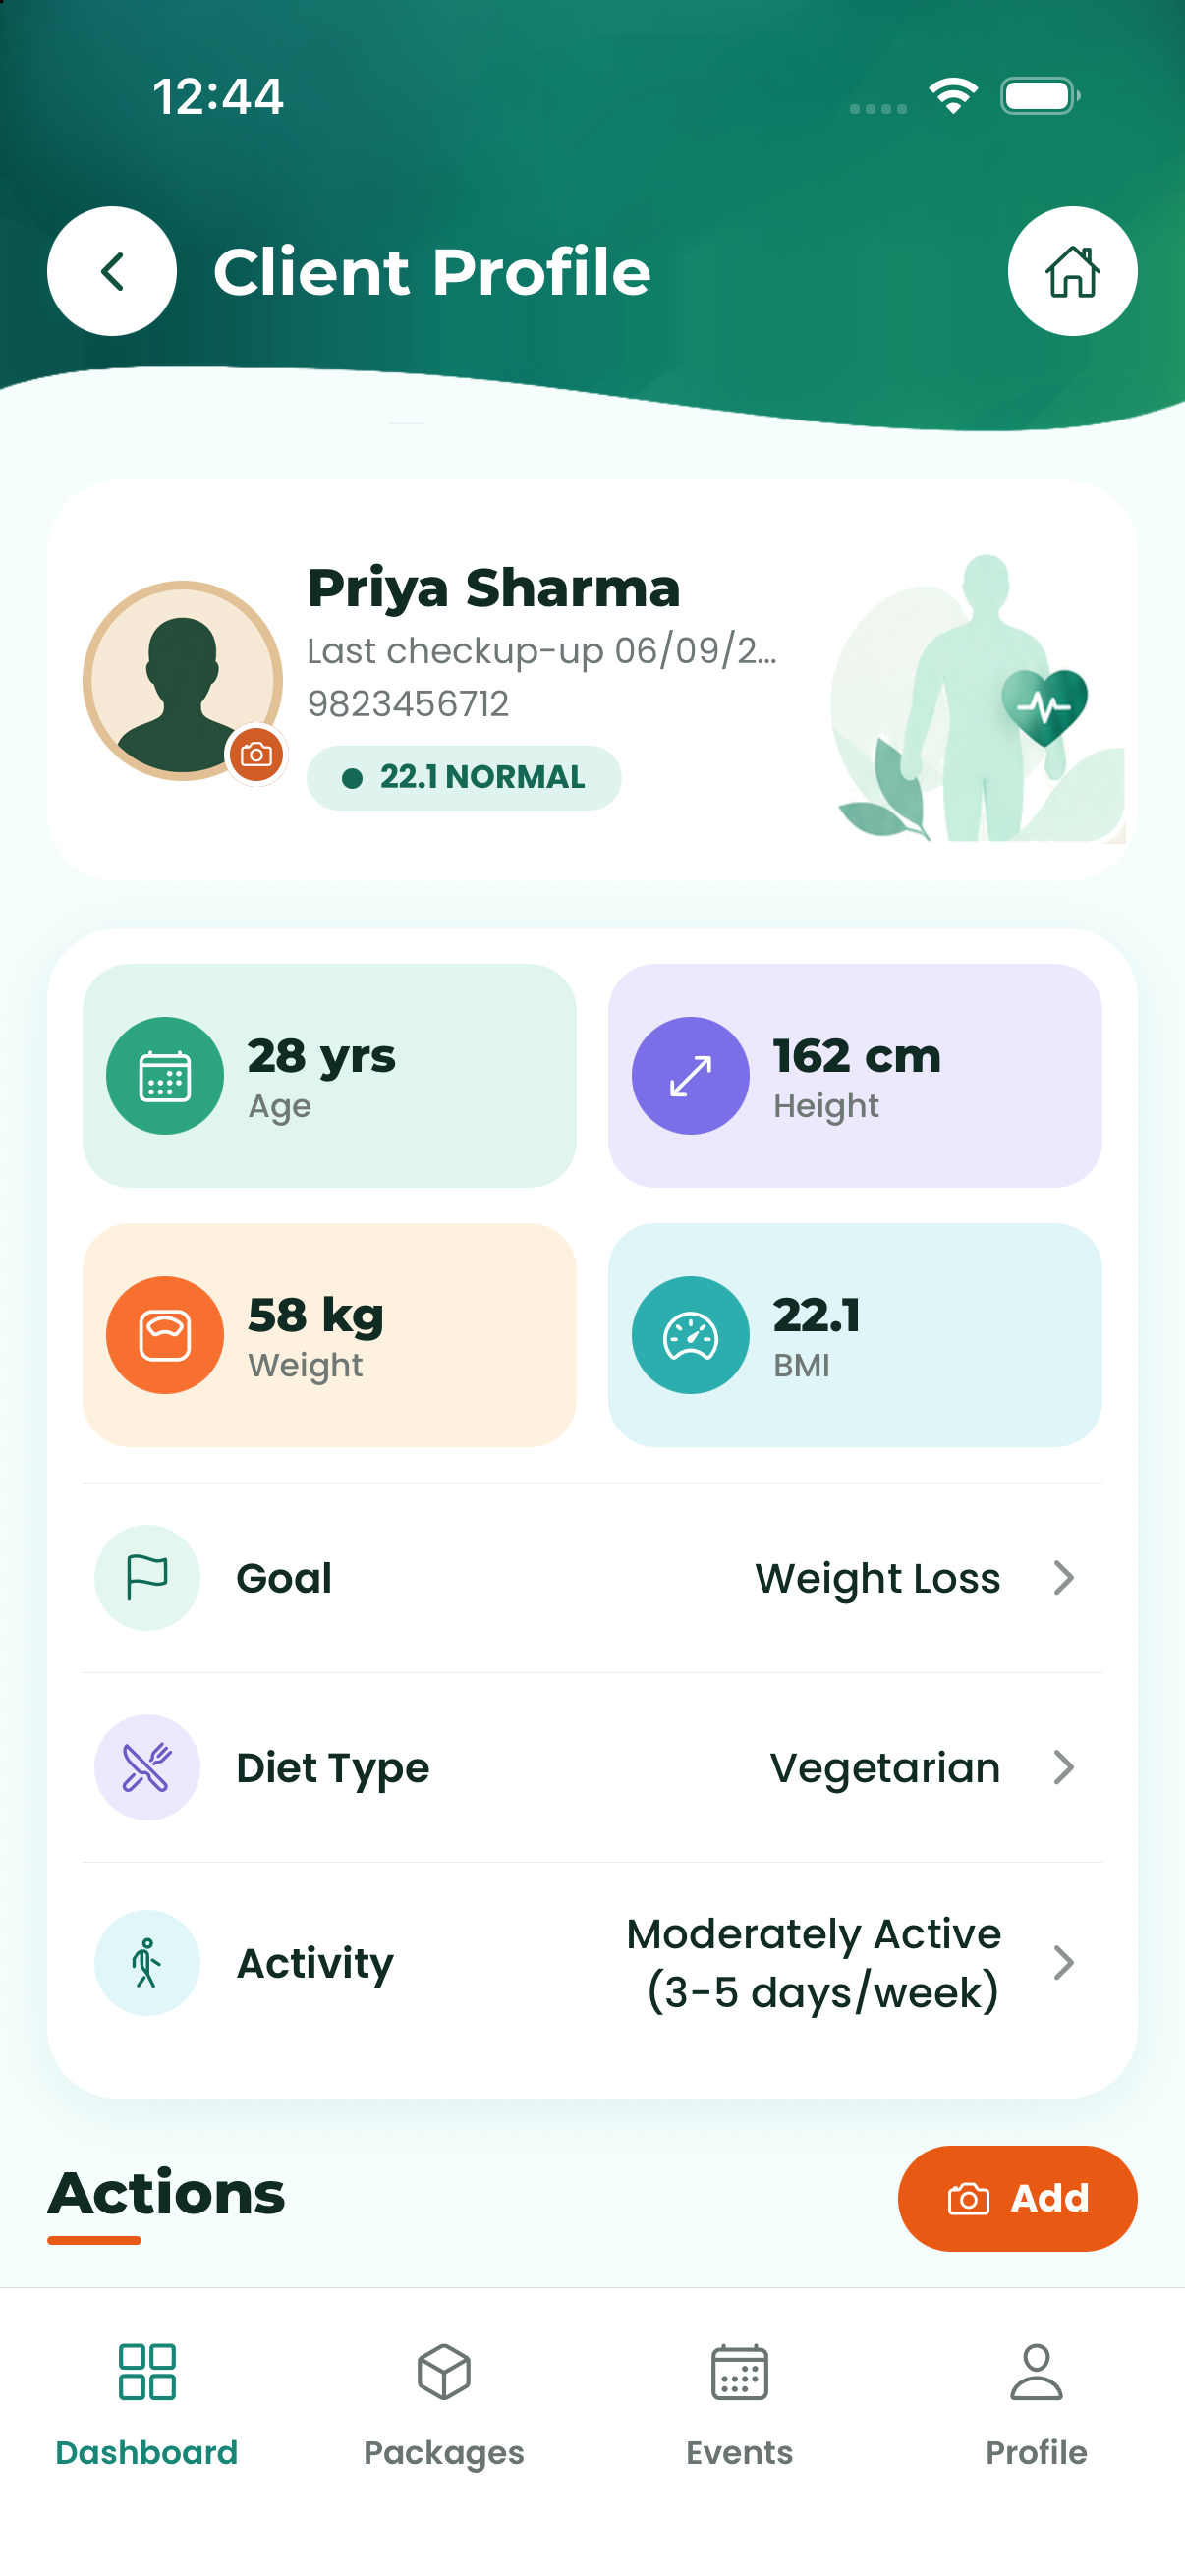 12:44
Client Profile
Priya Sharma
Last checkup-up 06/09/2...
9823456712
22.1 NORMAL
28 yrs
Age
162 cm
Height
58 kg
Weight
22.1
BMI
Goal
Weight Loss
Diet Type
Vegetarian
Activity
Moderately Active
(3-5 days/week)
Actions
Add
Dashboard
Packages
Events
Profile